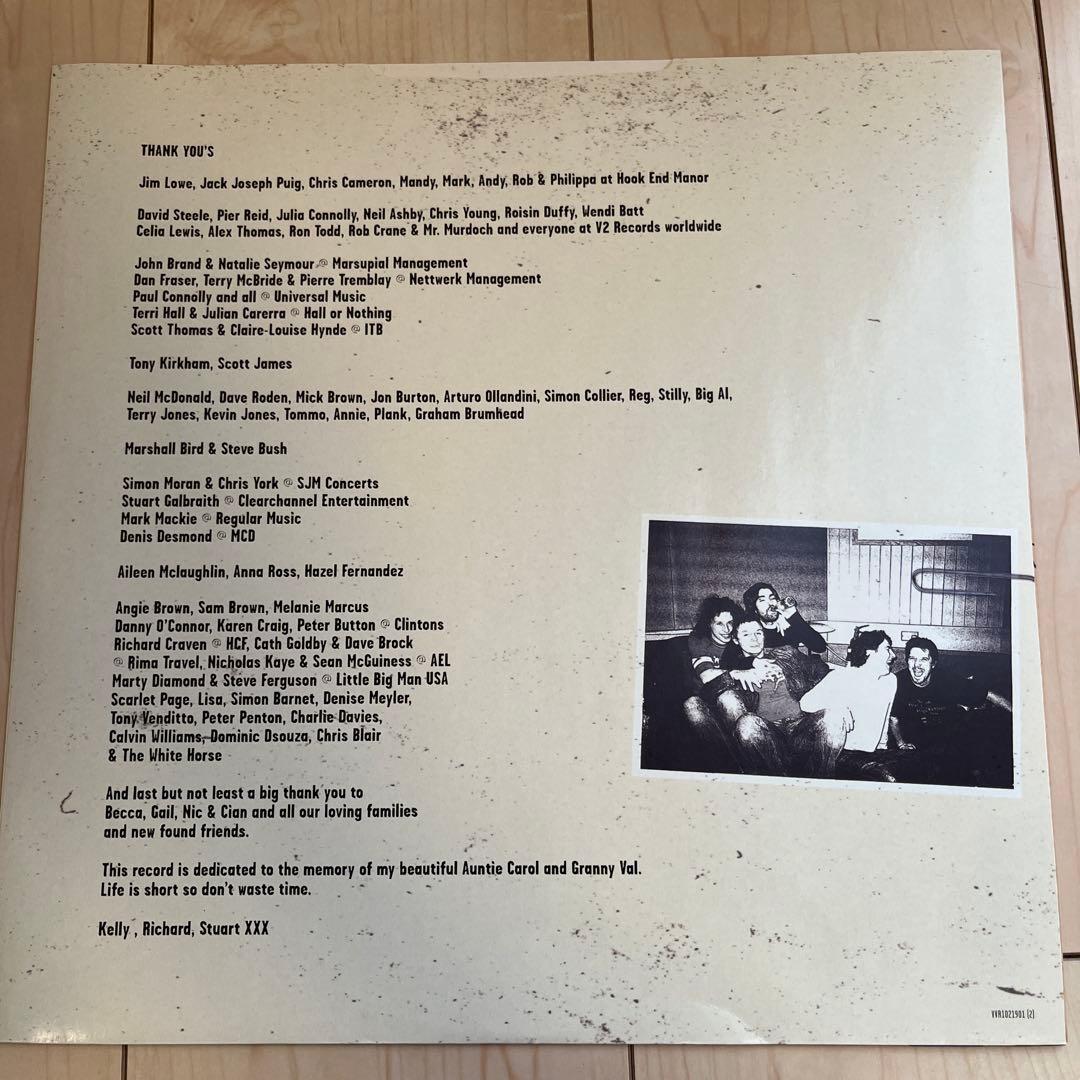 THANK YOU'S
Jim Lowe, Jack Joseph Puig, Chris Cameron, Mandy, Mark, Andy, Rob & Philippa at Hook End Manor
David Steele, Pier Reid, Julia Connolly, Neil Ashby, Chris Young, Roisin Duffy, Wendi Batt
Celia Lewis, Alex Thomas, Ron Todd, Rob Crane & Mr. Murdoch and everyone at V2 Records worldwide
John Brand & Natalie Seymour @ Marsupial Management
Dan Fraser, Terry McBride & Pierre Tremblay @ Nettwerk Management
Paul Connolly and all @ Universal Music
Terri Hall & Julian Carerra @ Hall or Nothing
Scott Thomas & Claire-Louise Hynde @ ITB
Tony Kirkham, Scott James
Neil McDonald, Dave Roden, Mick Brown, Jon Burton, Arturo Ollandini, Simon Collier, Reg, Stilly, Big Al,
Terry Jones, Kevin Jones, Tommo, Annie, Plank, Graham Brumhead
Marshall Bird & Steve Bush
Simon Moran & Chris York @ SJM Concerts
Stuart Galbraith @ Clearchannel Entertainment
Mark Mackie @ Regular Music
Denis Desmond @ MCD
Aileen Mclaughlin, Anna Ross, Hazel Fernandez
Angie Brown, Sam Brown, Melanie Marcus
Danny O'Connor, Karen Craig, Peter Button @ Clintons
Richard Craven @ HCF, Cath Goldby & Dave Brock
@ Rima Travel, Nicholas Kaye & Sean McGuiness @ AEL
Marty Diamond & Steve Ferguson @ Little Big Man USA
Scarlet Page, Lisa, Simon Barnet, Denise Meyler,
Tony Venditto, Peter Penton, Charlie Davies,
Calvin Williams, Dominic Dsouza, Chris Blair
& The White Horse
And last but not least a big thank you to
Becca, Gail, Nic & Cian and all our loving families
and new found friends.
This record is dedicated to the memory of my beautiful Auntie Carol and Granny Val.
Life is short so don't waste time.
Kelly , Richard, Stuart XXX
VVR1021901 (2)